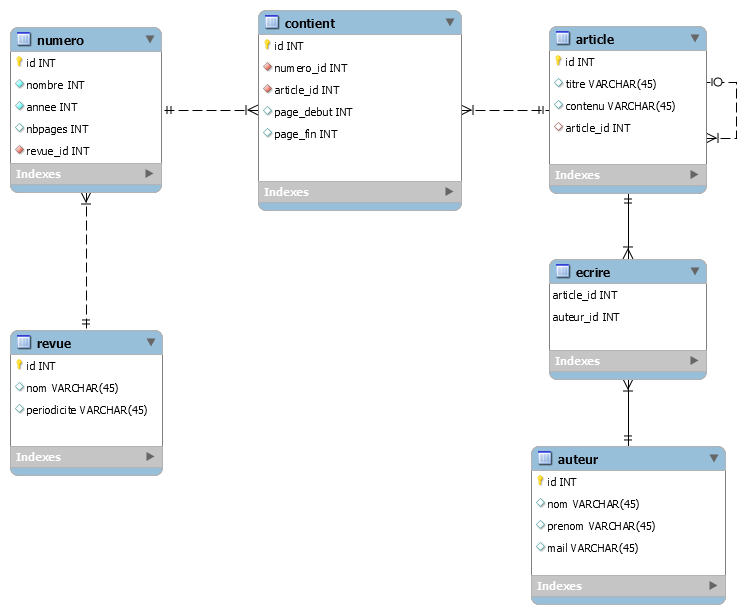 numero
id INT
nombre INT
annee INT
nbpages INT
revue_id INT
Indexes
contient
id INT
numero_id INT
article_id INT
page_debut INT
page_fin INT
Indexes
article
id INT
titre VARCHAR(45)
contenu VARCHAR(45)
article_id INT
Indexes
revue
id INT
nom VARCHAR(45)
periodicite VARCHAR(45)
Indexes
ecrire
article_id INT
auteur_id INT
Indexes
auteur
id INT
nom VARCHAR(45)
prenom VARCHAR(45)
mail VARCHAR(45)
Indexes